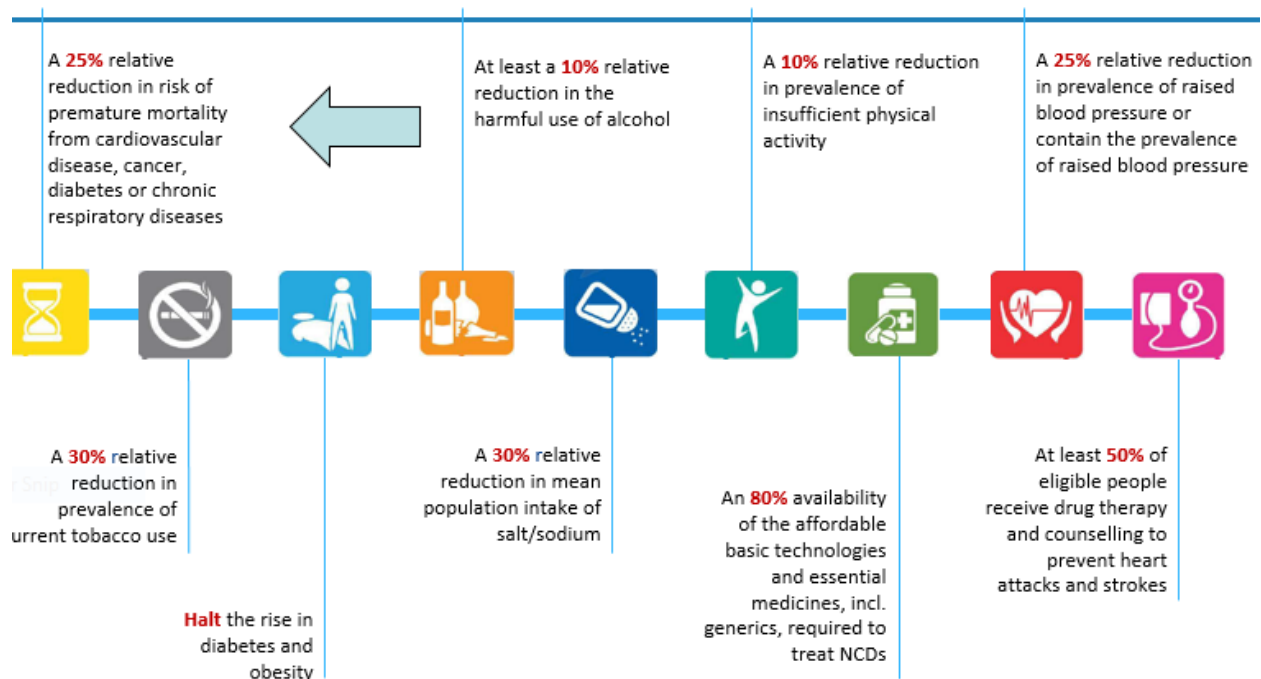 A 25% relative
reduction in risk of
premature mortality
from cardiovascular
disease, cancer,
diabetes or chronic
respiratory diseases
At least a 10% relative
reduction in the
harmful use of alcohol
A 10% relative reduction
in prevalence of
insufficient physical
activity
A 25% relative reduction
in prevalence of raised
blood pressure or
contain the prevalence
of raised blood pressure
A 30% relative
reduction in
prevalence of
urrent tobacco use
Halt the rise in
diabetes and
obesity
A 30% relative
reduction in mean
population intake of
salt/sodium
An 80% availability
of the affordable
basic technologies
and essential
medicines, incl.
generics, required to
treat NCDs
At least 50% of
eligible people
receive drug therapy
and counselling to
prevent heart
attacks and strokes